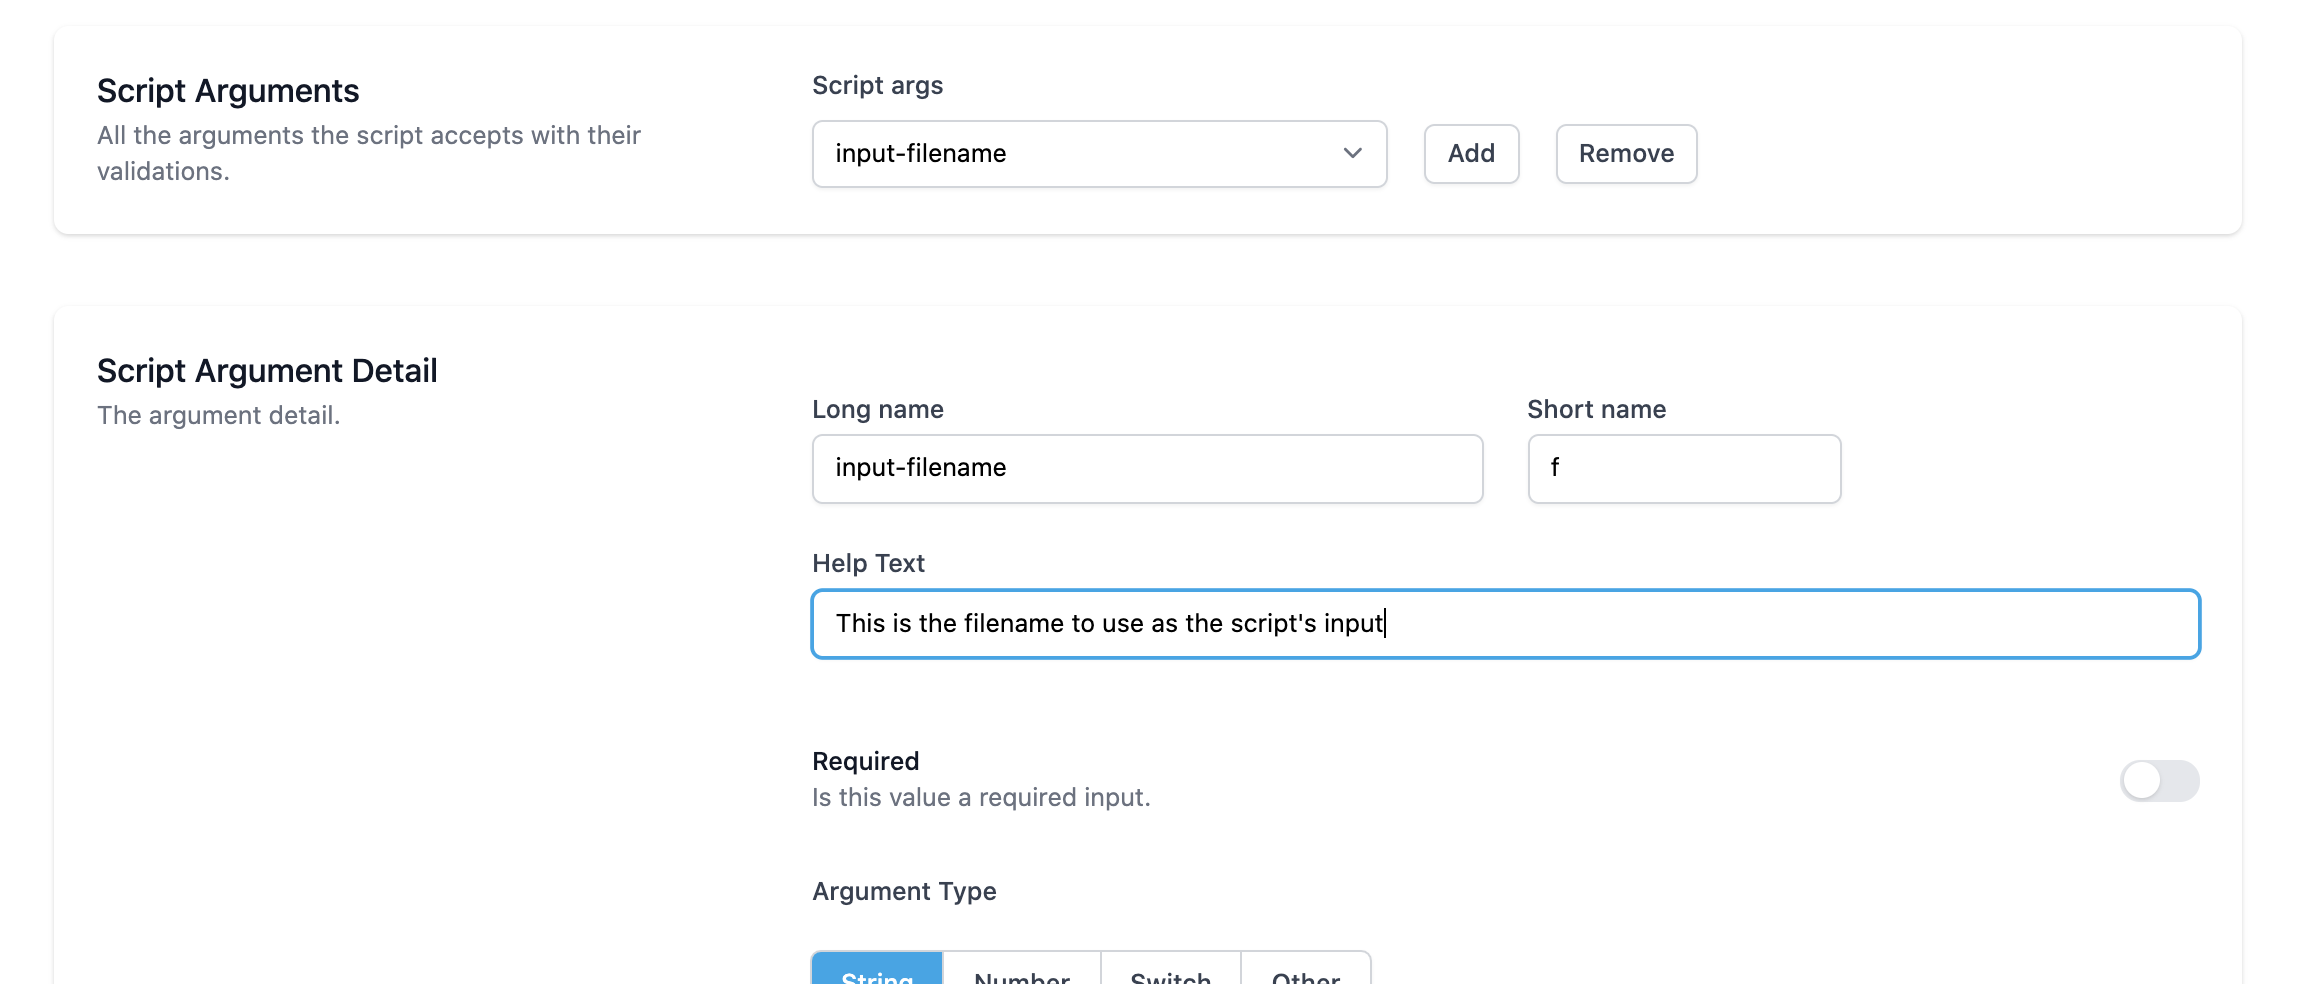 Script Arguments
All the arguments the script accepts with their
validations.
Script args
input-filename
Add
Remove
Script Argument Detail
The argument detail.
Long name
Short name
input-filename
f
Help Text
This is the filename to use as the script's input
Required
Is this value a required input.
Argument Type
String
Number
Switch
Other